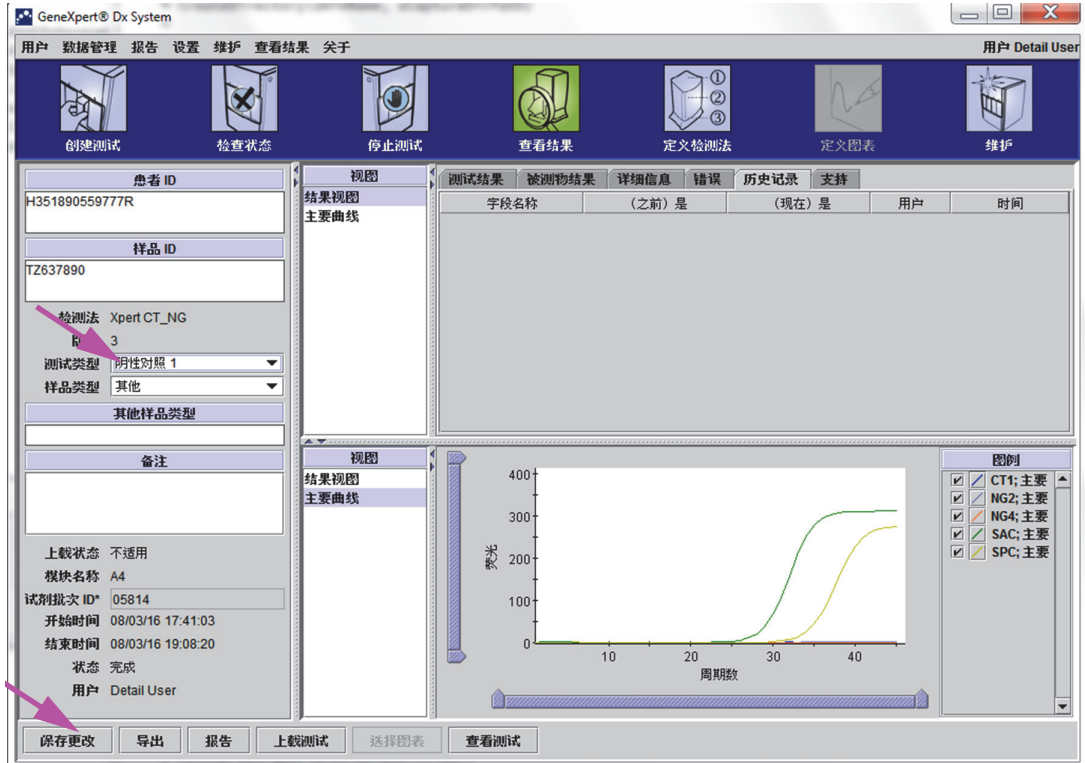 GeneXpert® Dx System
用户 数据管理 报告 设置 维护 查看结果 关于
用户 Detail User
创建测试 检查状态 停止测试 查看结果 定义检测法 定义图表 维护
患者 ID
H351890559777R
样品 ID
TZ637890
检测法 Xpert CT_NG
3
测试类型 阴性对照 1
样品类型 其他
其他样品类型
备注
上载状态 不适用
模块名称 A4
试剂批次 ID* 05814
开始时间 08/03/16 17:41:03
结束时间 08/03/16 19:08:20
状态 完成
用户 Detail User
视图
结果视图
主要曲线
测试结果 被测物结果 详细信息 错误 历史记录 支持
字段名称 （之前）是 （现在）是 用户 时间
视图
结果视图
主要曲线
荧光
400
300
200
100
0
10 20 30 40
周期数
图例
CT1; 主要
NG2; 主要
NG4; 主要
SAC; 主要
SPC; 主要
保存更改 导出 报告 上载测试 选择图表 查看测试